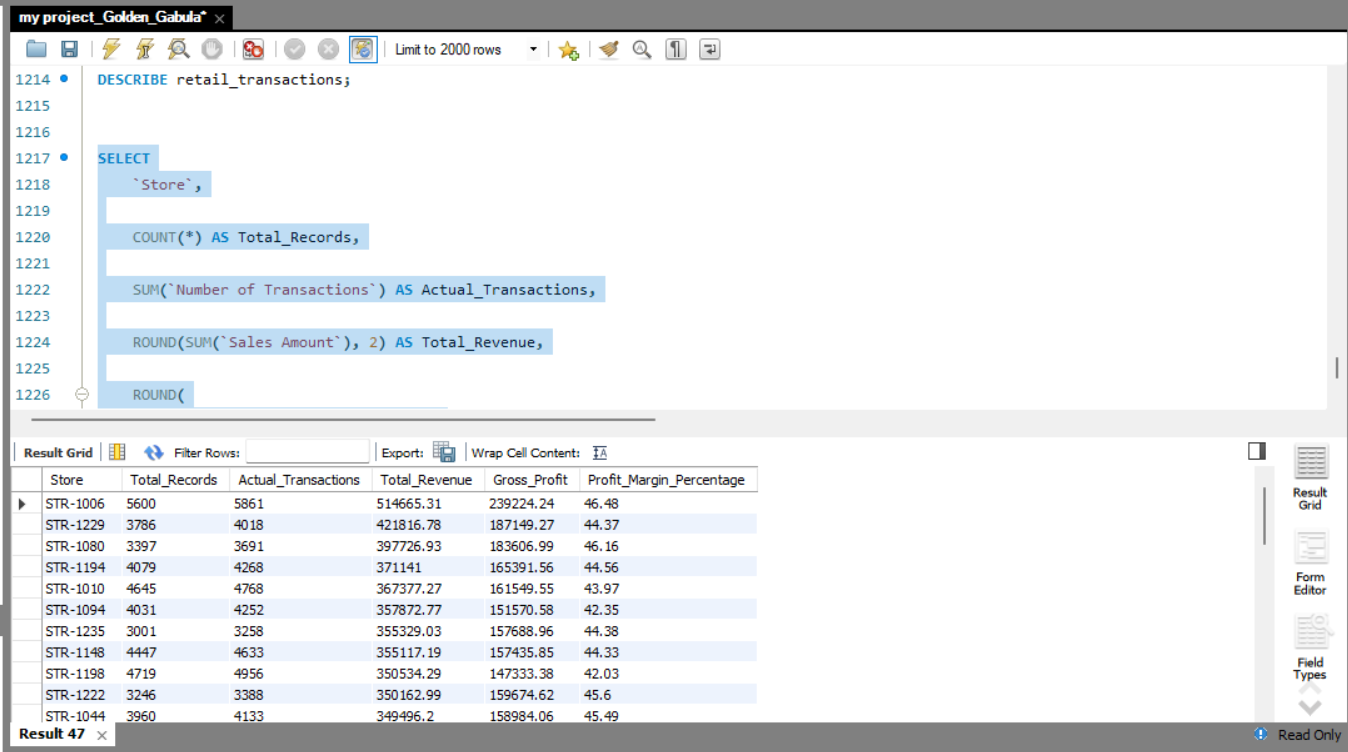 my project_Golden_Gabula*
Limit to 2000 rows
1214 DESCRIBE retail_transactions;
1215
1216
1217 SELECT
1218 `Store`,
1219
1220 COUNT(*) AS Total_Records,
1221
1222 SUM(`Number of Transactions`) AS Actual_Transactions,
1223
1224 ROUND(SUM(`Sales Amount`), 2) AS Total_Revenue,
1225
1226 ROUND(
Result Grid Filter Rows: Export: Wrap Cell Content: IA
Store Total_Records Actual_Transactions Total_Revenue Gross_Profit Profit_Margin_Percentage
STR-1006 5600 5861 514665.31 239224.24 46.48
STR-1229 3786 4018 421816.78 187149.27 44.37
STR-1080 3397 3691 397726.93 183606.99 46.16
STR-1194 4079 4268 371141 165391.56 44.56
STR-1010 4645 4768 367377.27 161549.55 43.97
STR-1094 4031 4252 357872.77 151570.58 42.35
STR-1235 3001 3258 355329.03 157688.96 44.38
STR-1148 4447 4633 355117.19 157435.85 44.33
STR-1198 4719 4956 350534.29 147333.38 42.03
STR-1222 3246 3388 350162.99 159674.62 45.6
STR-1044 3960 4133 349496.2 158984.06 45.49
Result
Grid
Form
Editor
Field
Types
Result 47
Read Only